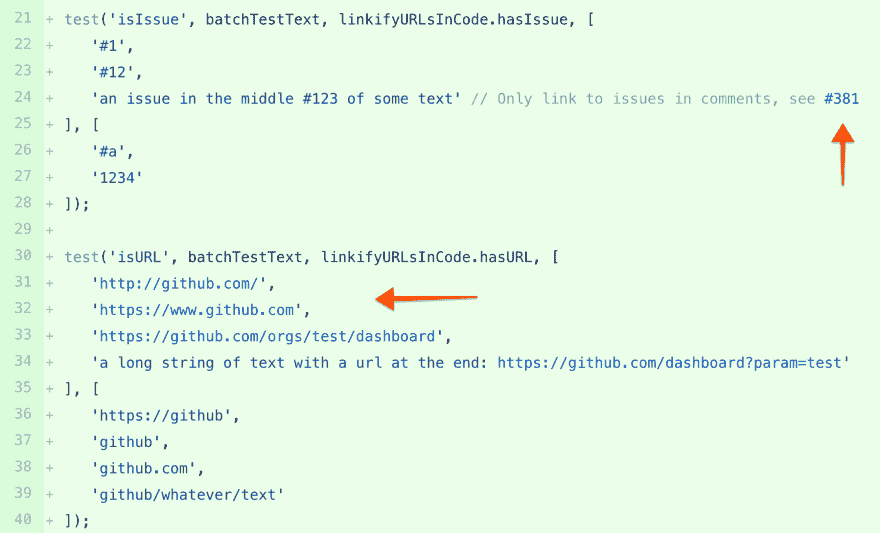 21 + test('isIssue', batchTestText, linkifyURLsInCode.hasIssue, [
22 + '#1',
23 + '#12',
24 + 'an issue in the middle #123 of some text' // Only link to issues in comments, see #381
25 + ], [
26 + '#a',
27 + '1234'
28 + ]);
29 +
30 + test('isURL', batchTestText, linkifyURLsInCode.hasURL, [
31 + 'http://github.com/',
32 + 'https://www.github.com',
33 + 'https://github.com/orgs/test/dashboard',
34 + 'a long string of text with a url at the end: https://github.com/dashboard?param=test'
35 + ], [
36 + 'https://github',
37 + 'github',
38 + 'github.com',
39 + 'github/whatever/text'
40 + ]);